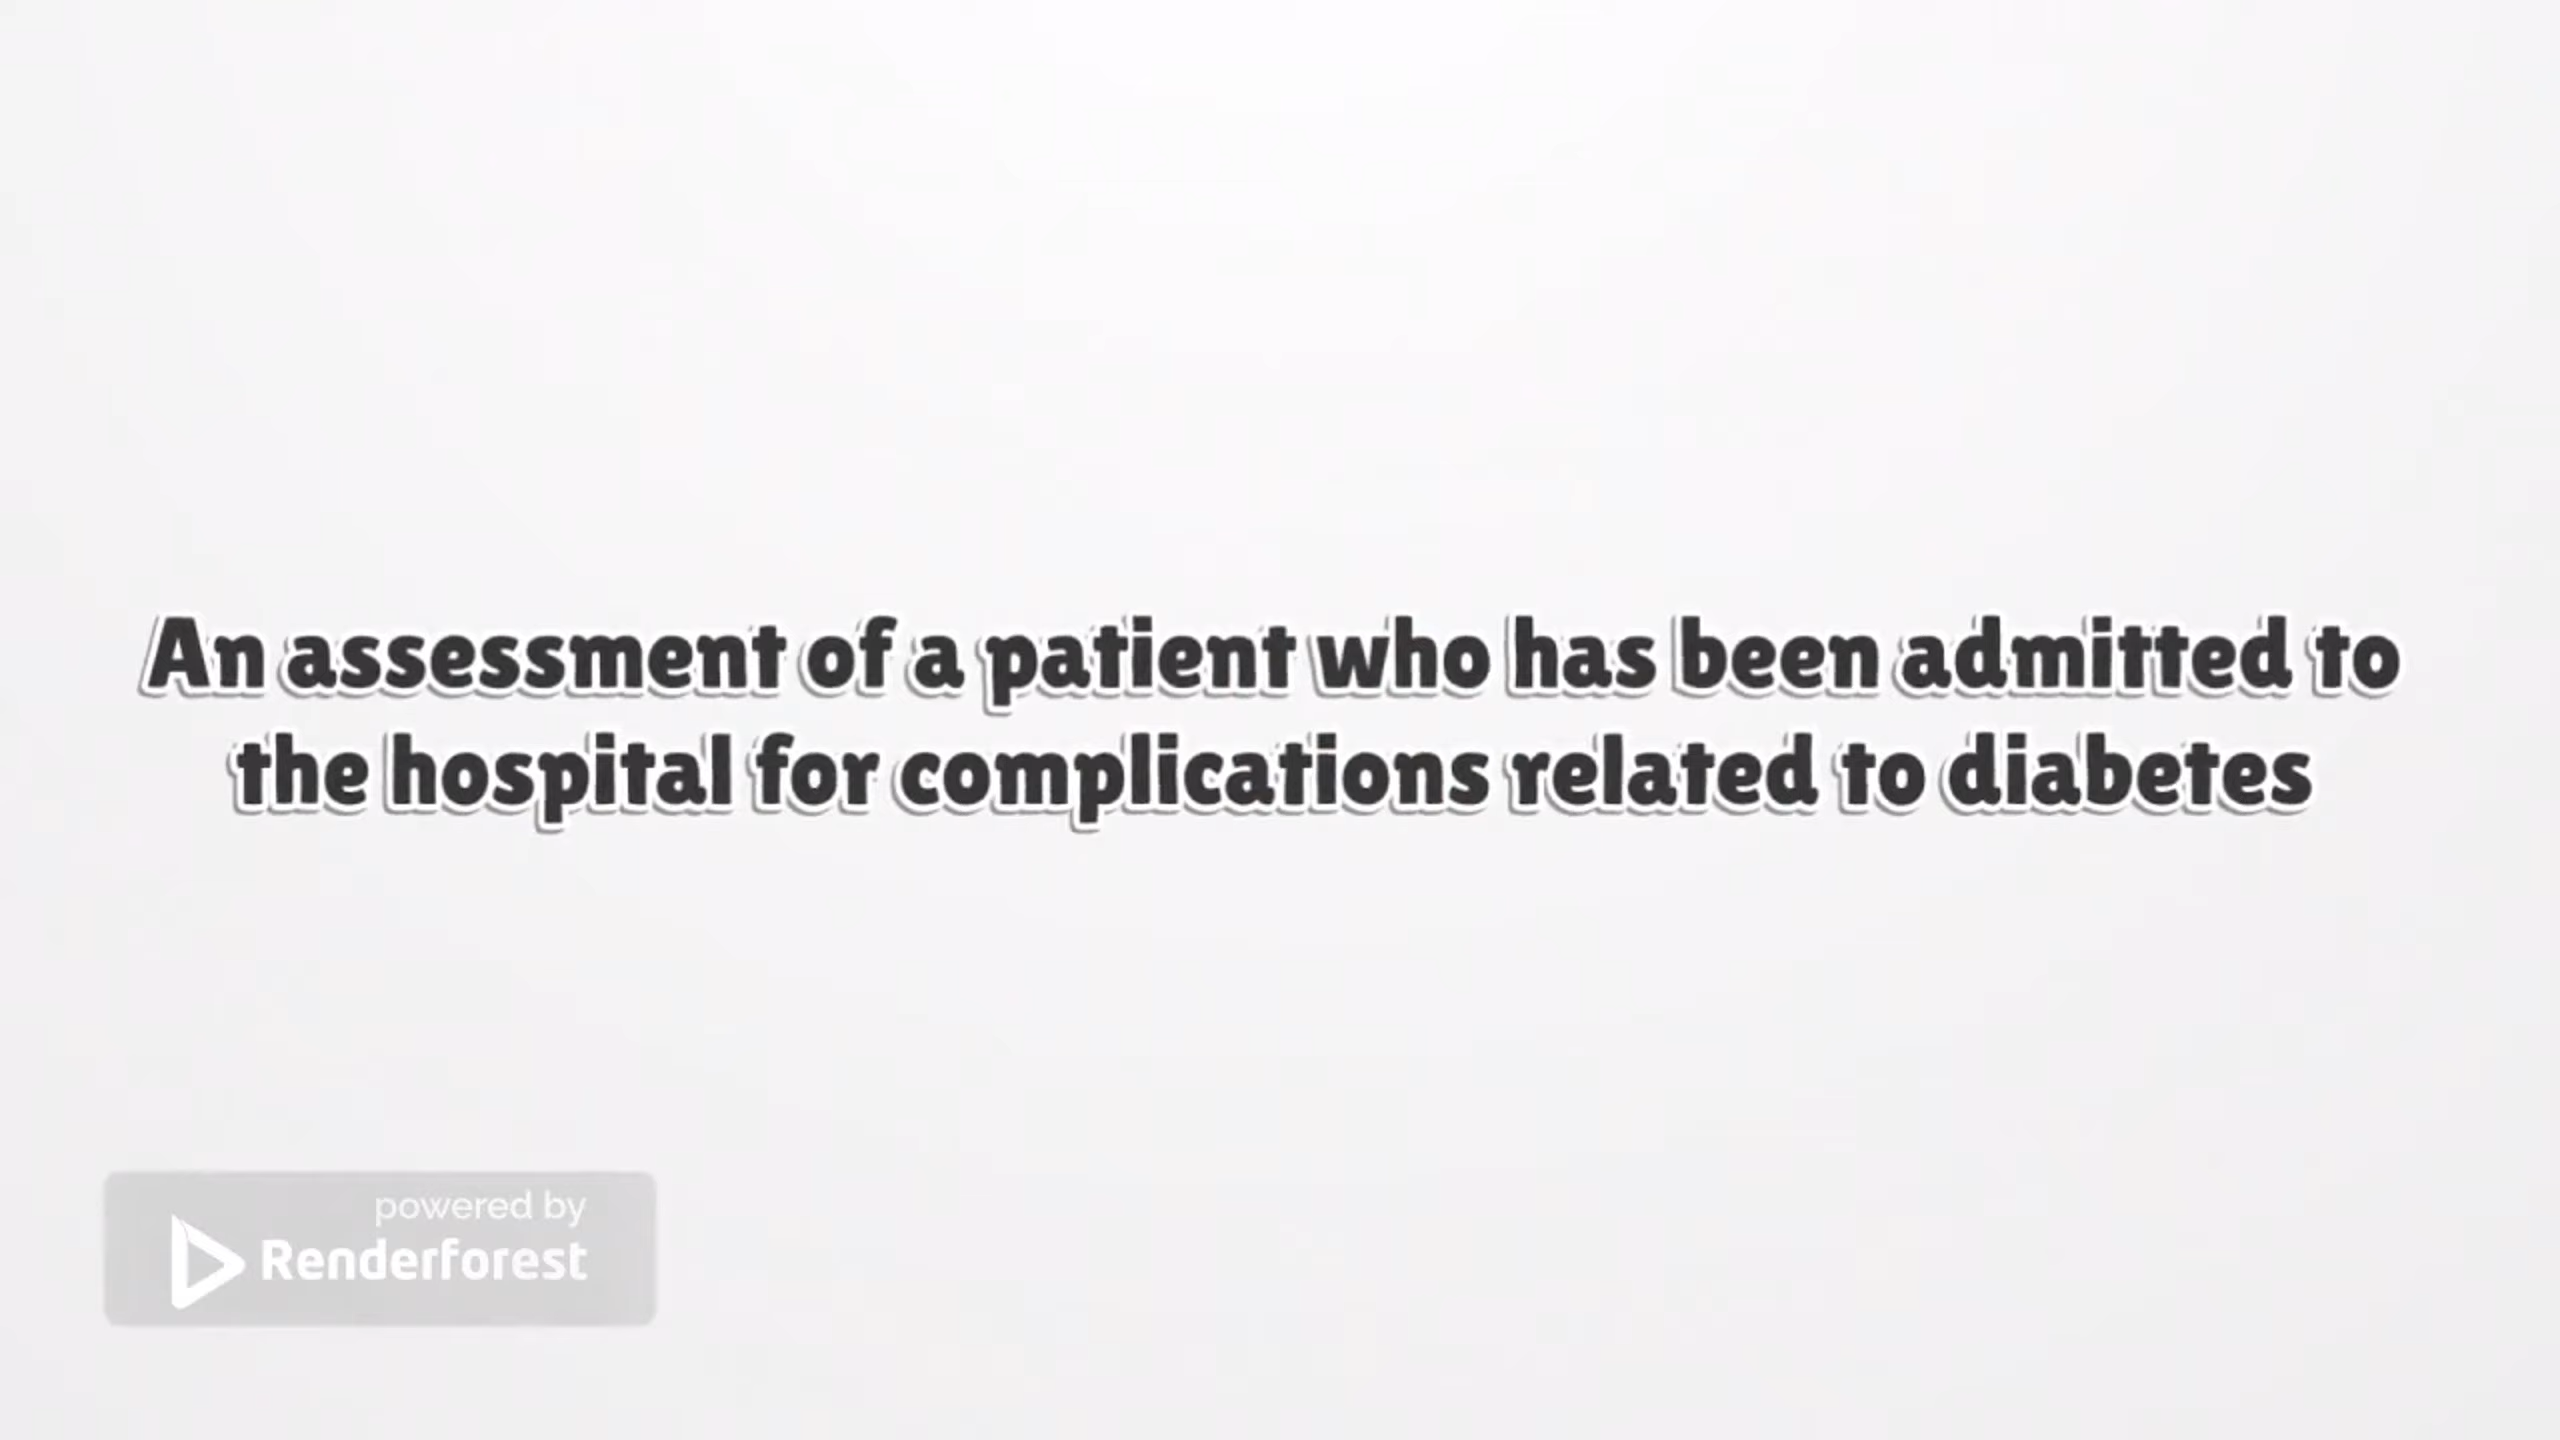 An assessment of a patient who has been admitted to
the hospital for complications related to diabetes
powered by
Renderforest